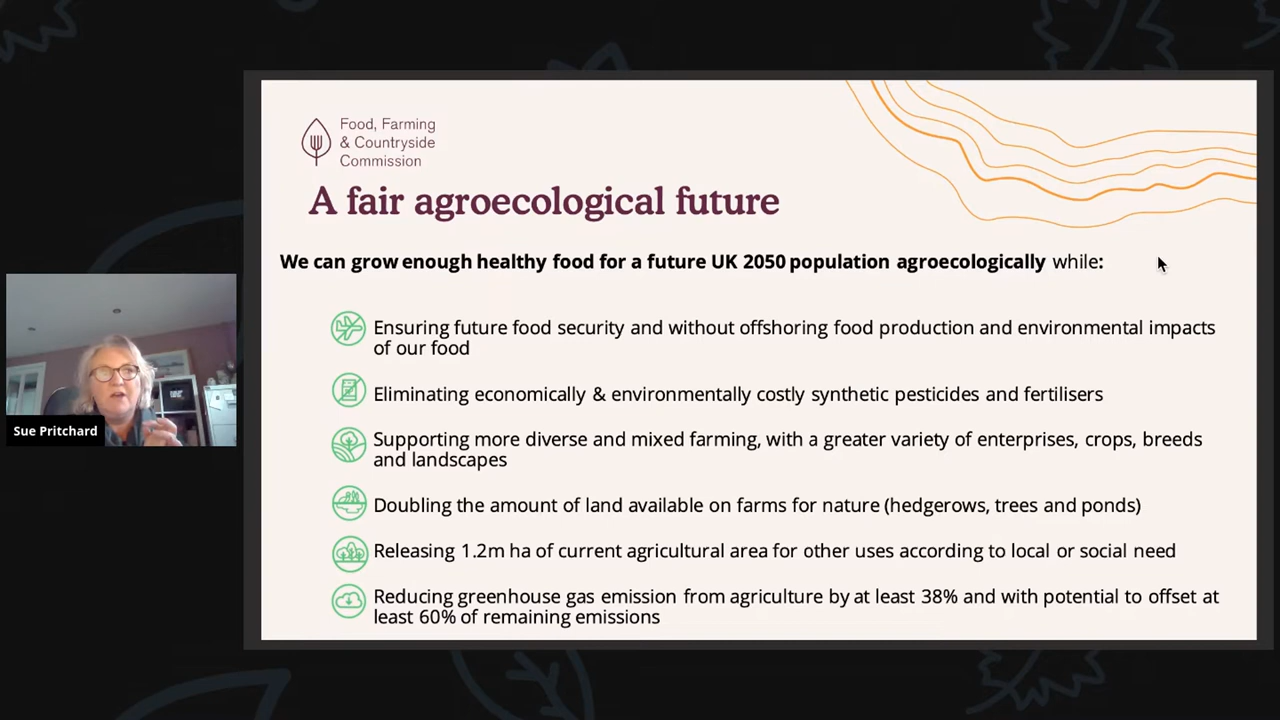 Food, Farming
& Countryside
Commission
A fair agroecological future
We can grow enough healthy food for a future UK 2050 population agroecologically while:
Ensuring future food security and without offshoring food production and environmental impacts
of our food
Eliminating economically & environmentally costly synthetic pesticides and fertilisers
Supporting more diverse and mixed farming, with a greater variety of enterprises, crops, breeds
and landscapes
Doubling the amount of land available on farms for nature (hedgerows, trees and ponds)
Releasing 1.2m ha of current agricultural area for other uses according to local or social need
Reducing greenhouse gas emission from agriculture by at least 38% and with potential to offset at
least 60% of remaining emissions
Sue Pritchard